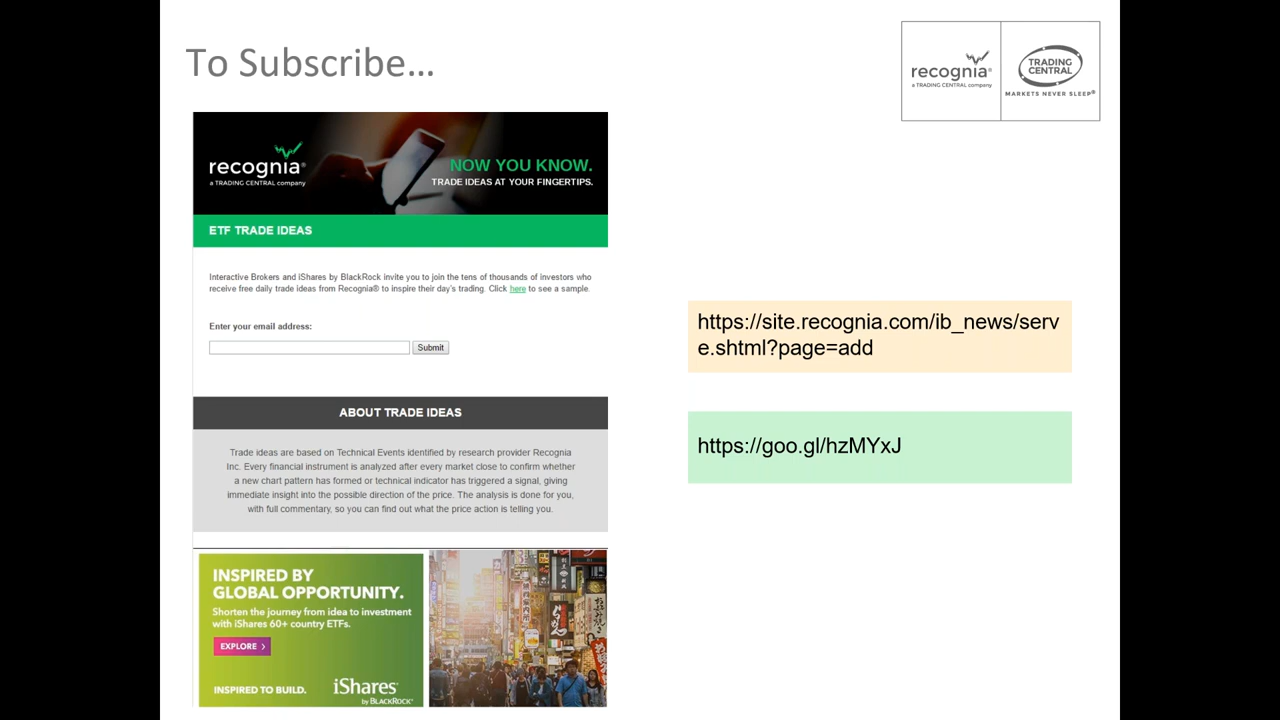 To Subscribe...
recognia®
a TRADING CENTRAL company
TRADING
CENTRAL
MARKETS NEVER SLEEP®
recognia®
a TRADING CENTRAL company
NOW YOU KNOW.
TRADE IDEAS AT YOUR FINGERTIPS.
ETF TRADE IDEAS
Interactive Brokers and iShares by BlackRock invite you to join the tens of thousands of investors who
receive free daily trade ideas from Recognia® to inspire their day's trading. Click here to see a sample.
Enter your email address:
Submit
ABOUT TRADE IDEAS
Trade ideas are based on Technical Events identified by research provider Recognia
Inc. Every financial instrument is analyzed after every market close to confirm whether
a new chart pattern has formed or technical indicator has triggered a signal, giving
immediate insight into the possible direction of the price. The analysis is done for you,
with full commentary, so you can find out what the price action is telling you.
INSPIRED BY
GLOBAL OPPORTUNITY.
Shorten the journey from idea to investment
with iShares 60+ country ETFs.
EXPLORE >
INSPIRED TO BUILD.
iShares®
by BLACKROCK®
https://site.recognia.com/ib_news/serv
e.shtml?page=add
https://goo.gl/hzMYxJ